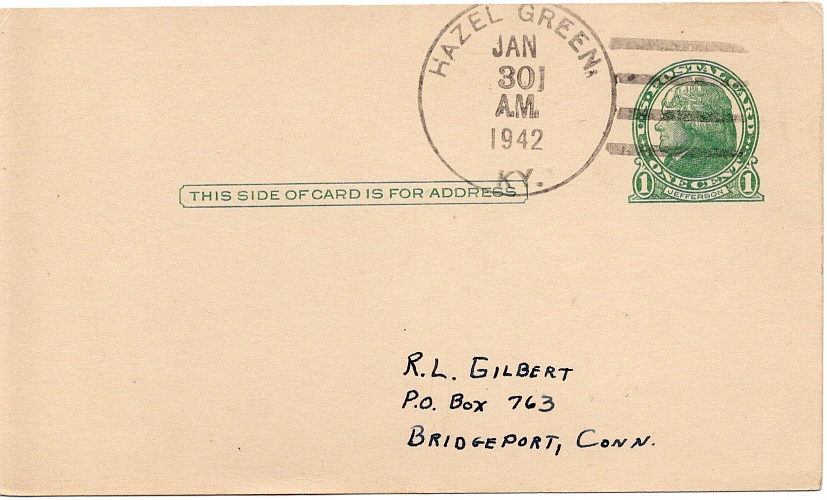 HAZEL GREEN,
JAN
30
A.M.
1942
KY.
U.S. POSTAL CARD
1 ONE CENT 1
JEFFERSON
THIS SIDE OF CARD IS FOR ADDRESS
R.L. GILBERT
P.O. BOX 763
BRIDGEPORT, CONN.